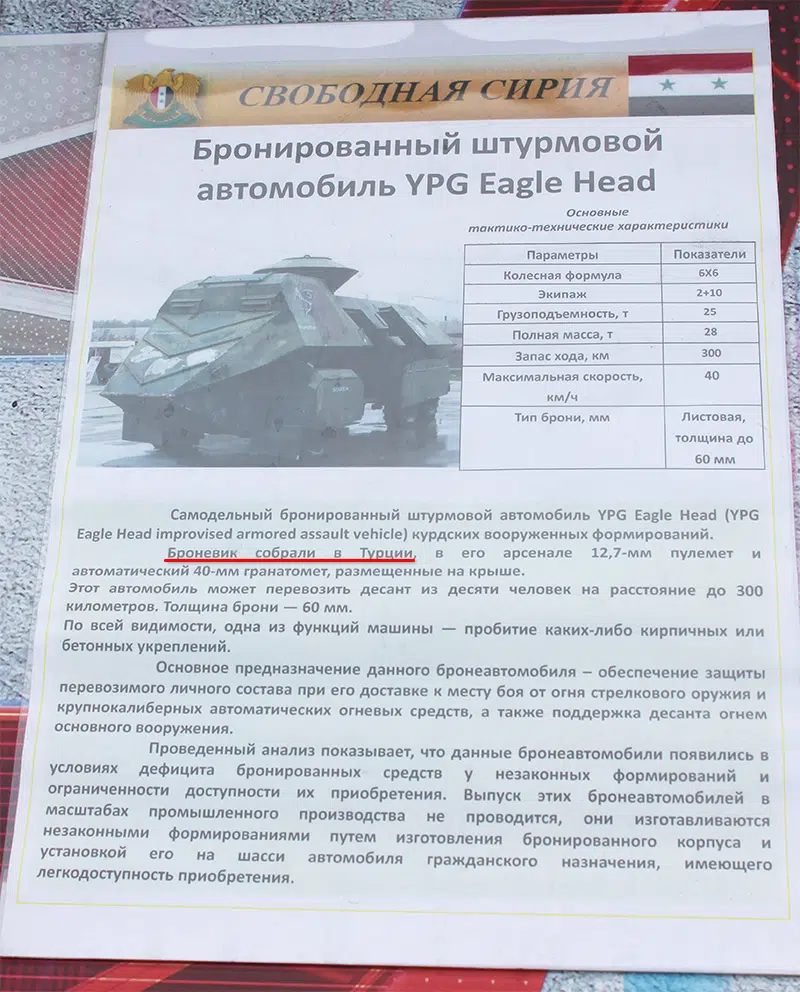 СВОБОДНАЯ СИРИЯ
Бронированный штурмовой
автомобиль YPG Eagle Head
Основные
тактико-технические характеристики
Параметры Показатели
Колесная формула 6Х6
Экипаж 2+10
Грузоподъемность, т 25
Полная масса, т 28
Запас хода, км 300
Максимальная скорость, 40
км/ч
Тип брони, мм Листовая,
толщина до
60 мм
Самодельный бронированный штурмовой автомобиль YPG Eagle Head (YPG
Eagle Head improvised armored assault vehicle) курдских вооруженных формирований.
Броневик собрали в Турции, в его арсенале 12,7-мм пулемет и
автоматический 40-мм гранатомет, размещенные на крыше.
Этот автомобиль может перевозить десант из десяти человек на расстояние до 300
километров. Толщина брони — 60 мм.
По всей видимости, одна из функций машины — пробитие каких-либо кирпичных или
бетонных укреплений.
Основное предназначение данного бронеавтомобиля – обеспечение защиты
перевозимого личного состава при его доставке к месту боя от огня стрелкового оружия и
крупнокалиберных автоматических огневых средств, а также поддержка десанта огнем
основного вооружения.
Проведенный анализ показывает, что данные бронеавтомобили появились в
условиях дефицита бронированных средств у незаконных формирований и
ограниченности доступности их приобретения. Выпуск этих бронеавтомобилей в
масштабах промышленного производства не проводится, они изготавливаются
незаконными формированиями путем изготовления бронированного корпуса и
установкой его на шасси автомобиля гражданского назначения, имеющего
легкодоступность приобретения.